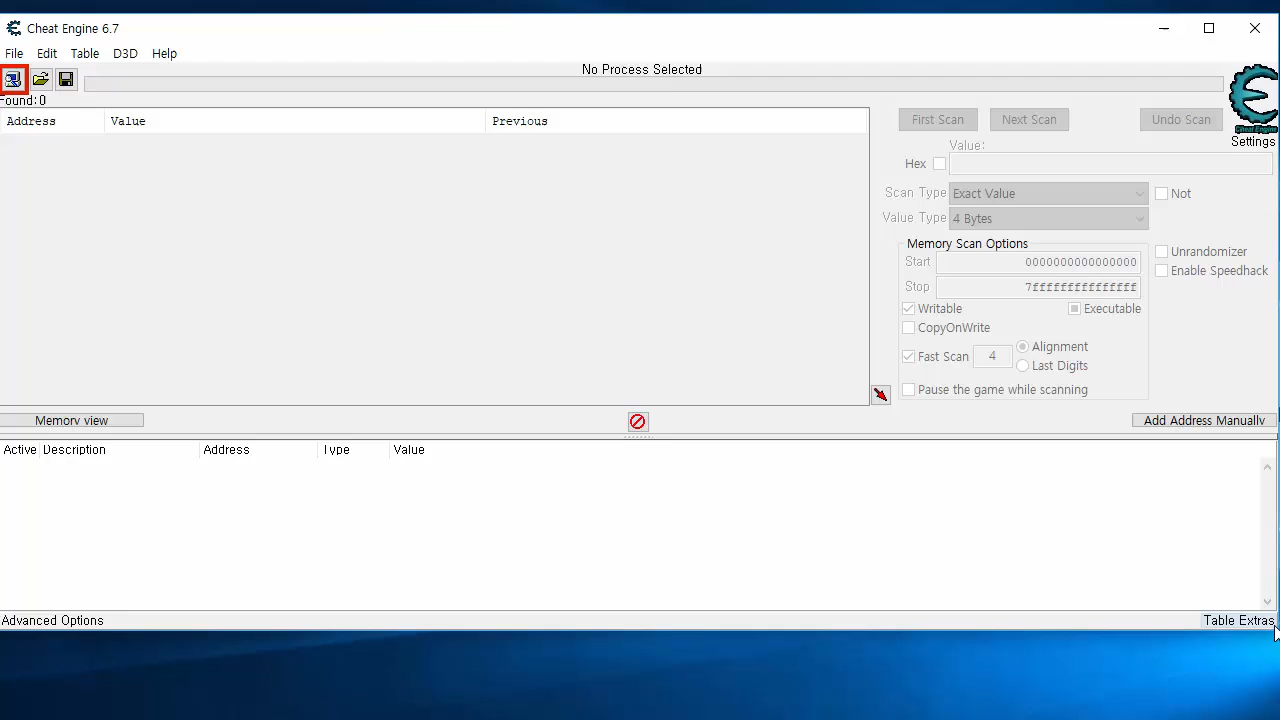 Cheat Engine 6.7
File Edit Table D3D Help
No Process Selected
Found:0
Address Value Previous
First Scan Next Scan Undo Scan
Cheat Engine
Settings
Value:
Hex
Scan Type Exact Value Not
Value Type 4 Bytes
Memory Scan Options
Start 0000000000000000
Unrandomizer
Enable Speedhack
Stop 7fffffffffffffff
Writable Executable
CopyOnWrite
Fast Scan 4 Alignment
Last Digits
Pause the game while scanning
Memory view Add Address Manually
Active Description Address Type Value
Advanced Options Table Extras